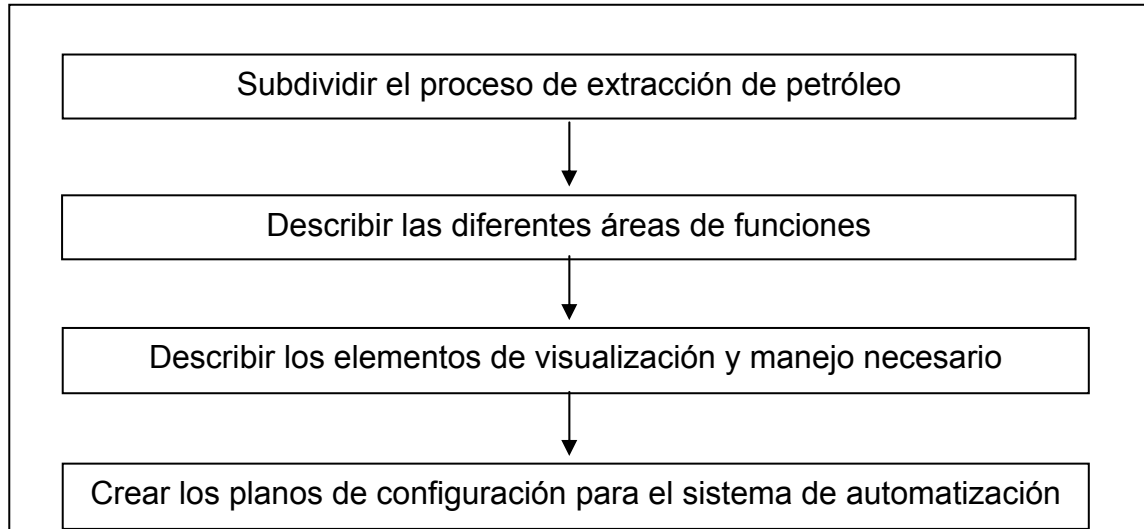 Subdividir el proceso de extracción de petróleo
Describir las diferentes áreas de funciones
Describir los elementos de visualización y manejo necesario
Crear los planos de configuración para el sistema de automatización